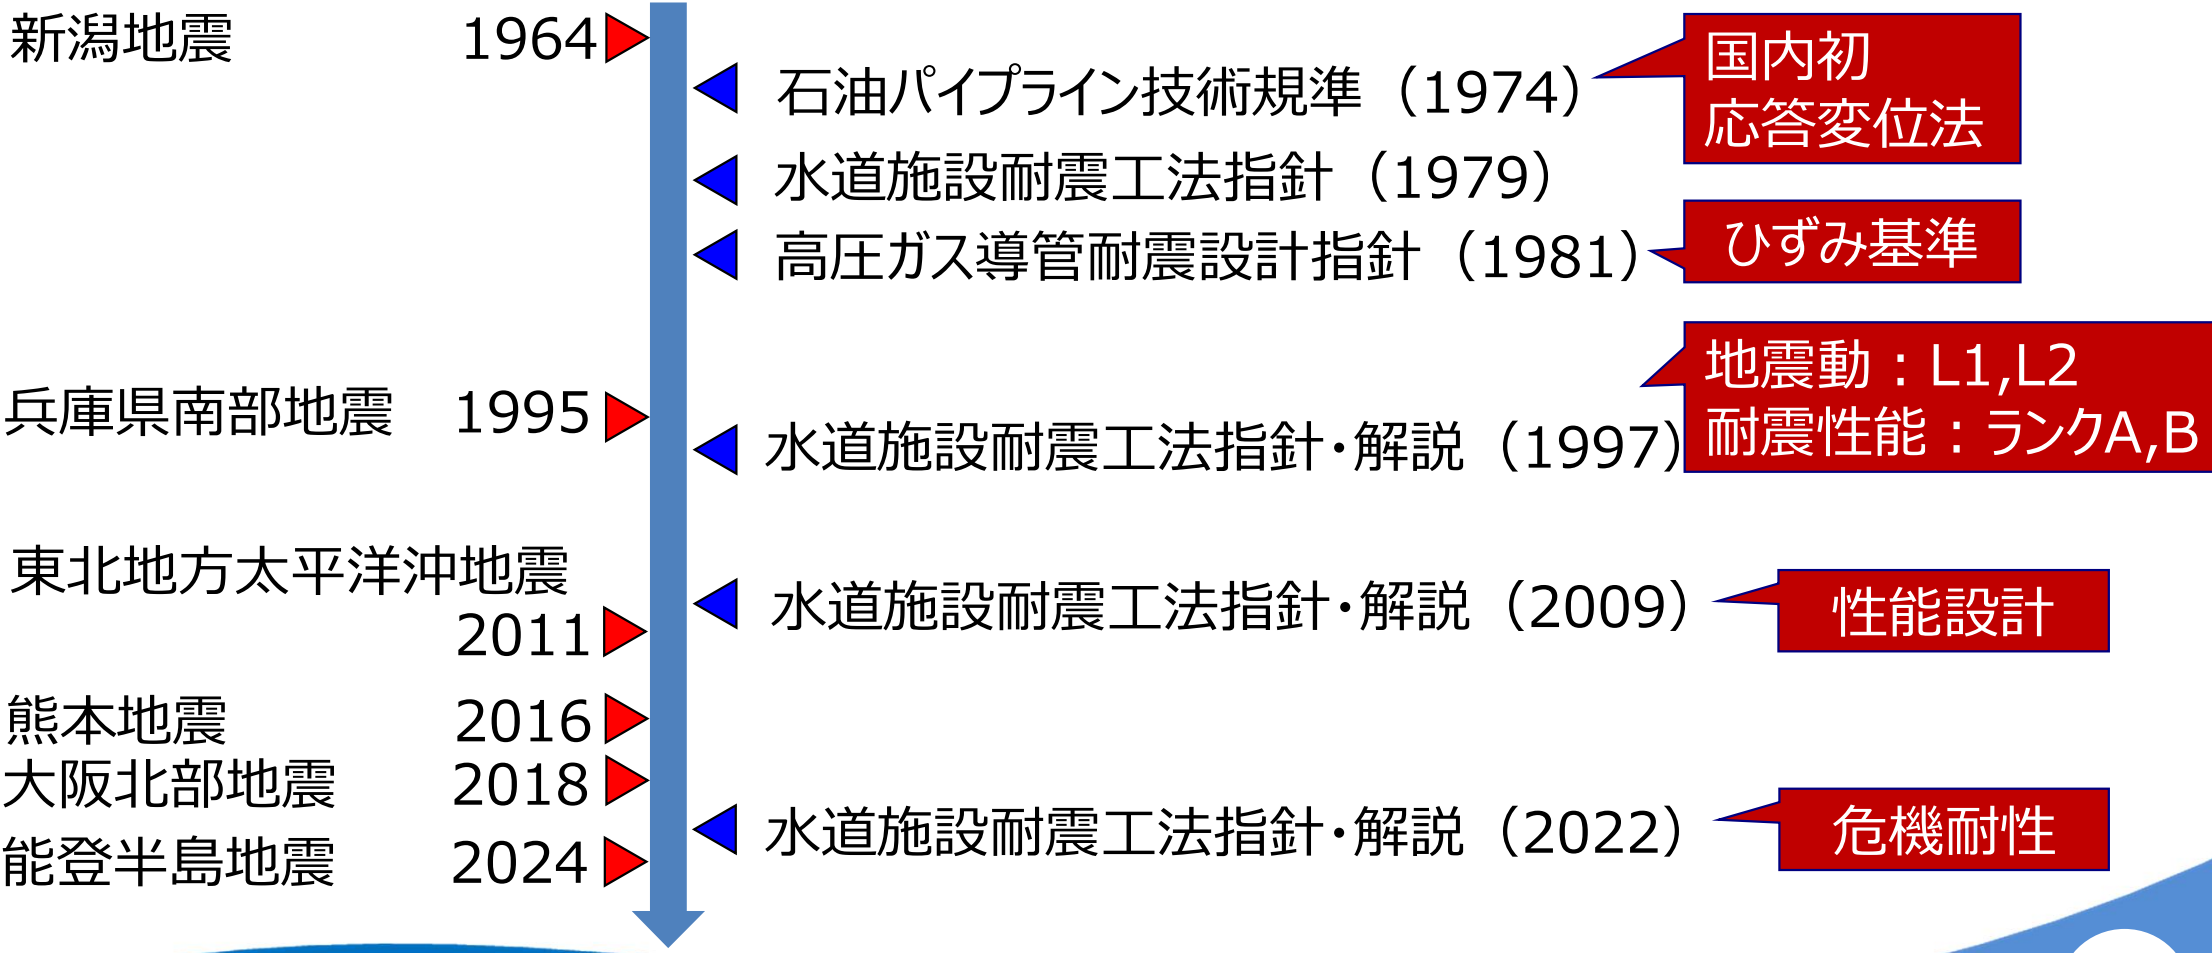 新潟地震 1964
石油パイプライン技術規準（1974）
国内初
応答変位法
水道施設耐震工法指針（1979）
高圧ガス導管耐震設計指針（1981）
ひずみ基準
地震動：L1,L2
耐震性能：ランクA,B
兵庫県南部地震 1995
水道施設耐震工法指針・解説（1997）
東北地方太平洋沖地震
2011
水道施設耐震工法指針・解説（2009）
性能設計
熊本地震 2016
大阪北部地震 2018
水道施設耐震工法指針・解説（2022）
危機耐性
能登半島地震 2024